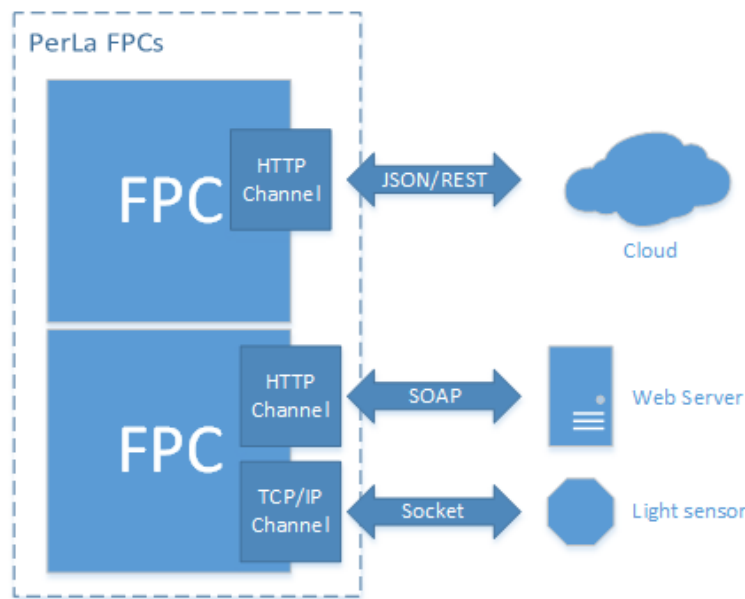 PerLa FPCs
FPC
HTTP
Channel
JSON/REST
Cloud
FPC
HTTP
Channel
SOAP
Web Server
TCP/IP
Channel
Socket
Light sensor